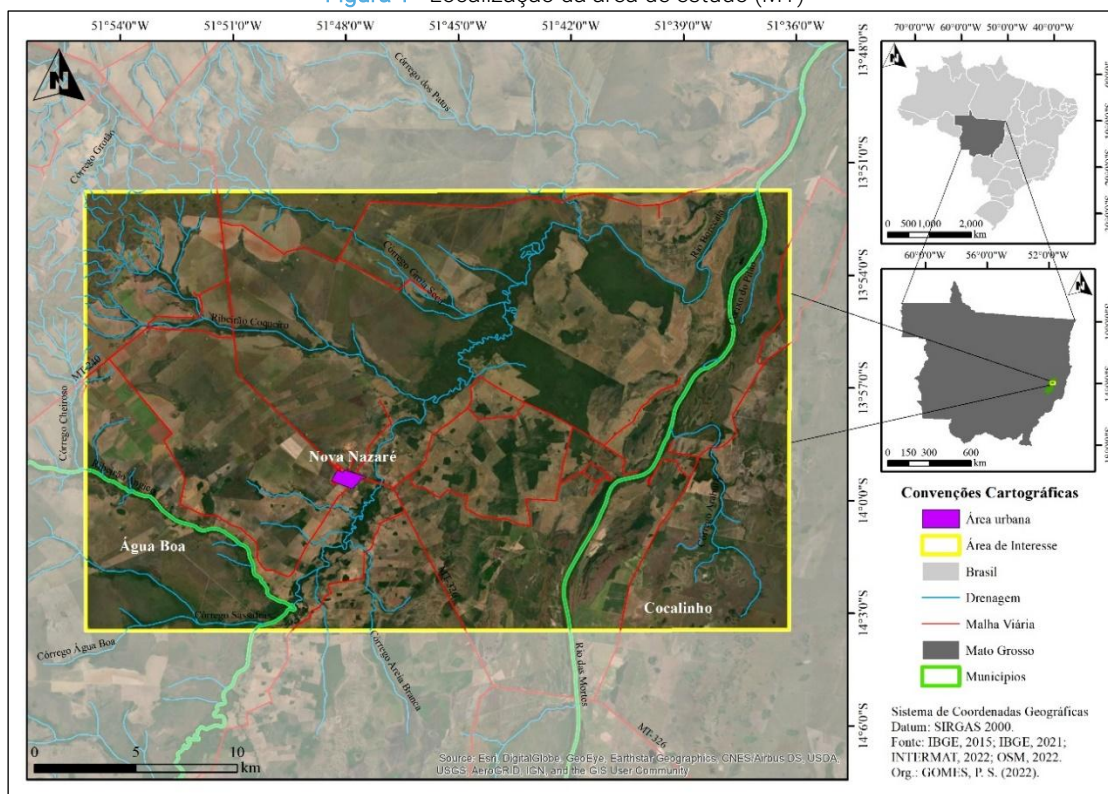 Figura 1 - Localização da área de estudo (MT)
51°54'0"W 51°51'0"W 51°48'0"W 51°45'0"W 51°42'0"W 51°39'0"W 51°36'0"W
N
Córrego dos Patos
Córrego Grotão
13°48'0"S
13°51'0"S
13°54'0"S
13°57'0"S
14°0'0"S
14°3'0"S
14°6'0"S
Ribeirão Coqueiro
MT-240
Córrego Cheiroso
Nova Nazaré
Água Boa
Cocalinho
Córrego Água Boa
Córrego Areia Branca
Rio das Mortes
MT-326
MT-326
0 5 10
km
Source: Esri, DigitalGlobe, GeoEye, Earthstar Geographics, CNES/Airbus DS, USDA,
USGS, AeroGRID, IGN, and the GIS User Community
70°0'0"W 60°0'0"W 50°0'0"W 40°0'0"W
N
0 500 1,000 2,000
km
60°0'0"W 56°0'0"W 52°0'0"W
N
0 150 300 600
km
Convenções Cartográficas
Área urbana
Área de Interesse
Brasil
Drenagem
Malha Viária
Mato Grosso
Municípios
Sistema de Coordenadas Geográficas
Datum: SIRGAS 2000.
Fonte: IBGE, 2015; IBGE, 2021;
INTERMAT, 2022; OSM, 2022.
Org.: GOMES, P. S. (2022).